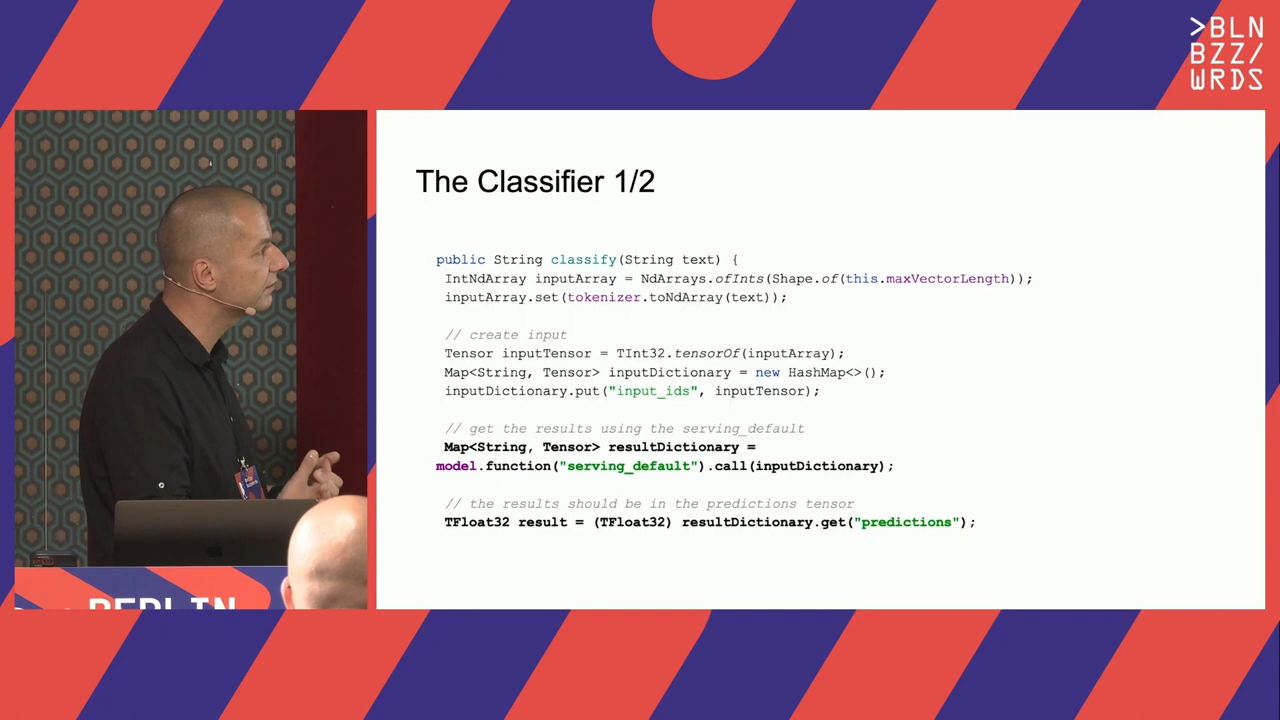 >BLN
BZZ/
WRDS
The Classifier 1/2
public String classify(String text) {
IntNdArray inputArray = NdArrays.ofInts(Shape.of(this.maxVectorLength));
inputArray.set(tokenizer.toNdArray(text));
// create input
Tensor inputTensor = TInt32.tensorOf(inputArray);
Map<String, Tensor> inputDictionary = new HashMap<>();
inputDictionary.put("input_ids", inputTensor);
// get the results using the serving_default
Map<String, Tensor> resultDictionary =
model.function("serving_default").call(inputDictionary);
// the results should be in the predictions tensor
TFloat32 result = (TFloat32) resultDictionary.get("predictions");
BERLIN